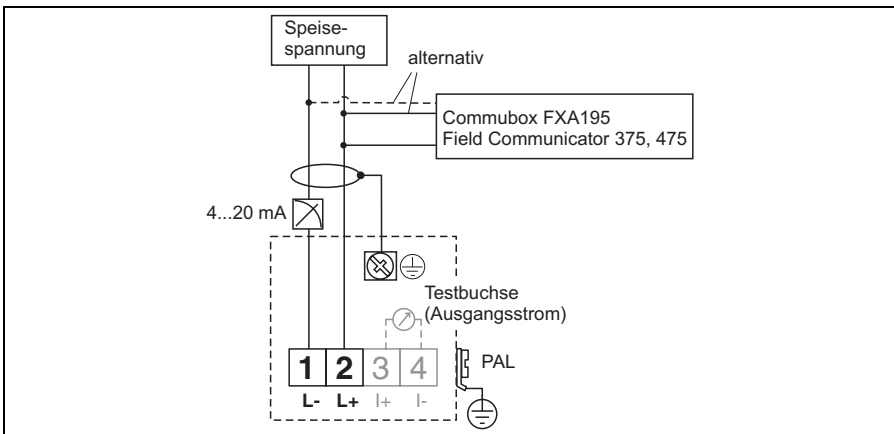 Speise-
spannung
alternativ
Commubox FXA195
Field Communicator 375, 475
4...20 mA
Testbuchse
(Ausgangsstrom)
1 2 3 4
PAL
L- L+ I+ I-